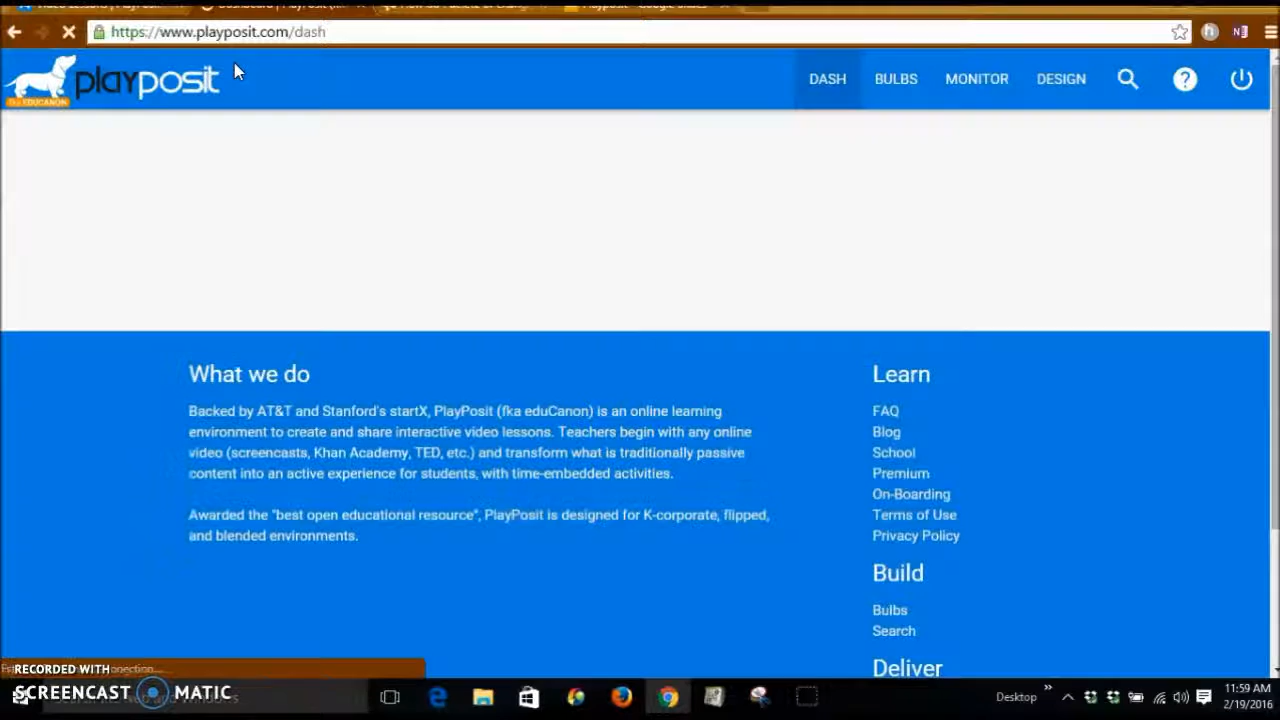 https://www.playposit.com/dash
playposit
fka EDUCANON
DASH
BULBS
MONITOR
DESIGN
What we do
Backed by AT&T and Stanford's startX, PlayPosit (fka eduCanon) is an online learning
environment to create and share interactive video lessons. Teachers begin with any online
video (screencasts, Khan Academy, TED, etc.) and transform what is traditionally passive
content into an active experience for students, with time-embedded activities.
Awarded the "best open educational resource", PlayPosit is designed for K-corporate, flipped,
and blended environments.
Learn
FAQ
Blog
School
Premium
On-Boarding
Terms of Use
Privacy Policy
Build
Bulbs
Search
Deliver
RECORDED WITH
SCREENCAST MATIC
Desktop
11:59 AM
2/19/2016